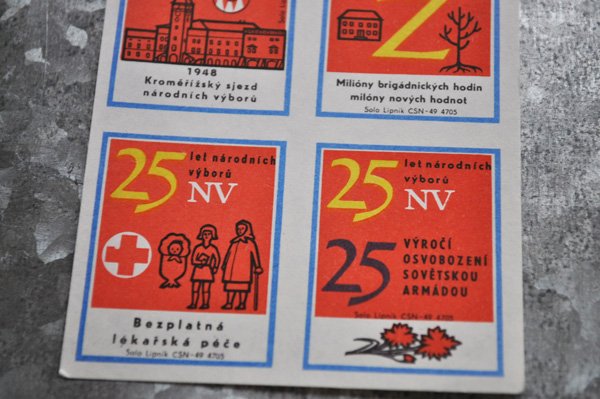 Solo Lipník
1948
Kroměřížský sjezd
národních výborů
Z
Milióny brigádnických hodin
milióny nových hodnot
Solo Lipník ČSN-49 4705
25 let národních
výborů
NV
Bezplatná
lékařská péče
Solo Lipník ČSN-49 4705
25 let národních
výborů
NV
25 VÝROČÍ
OSVOBOZENÍ
SOVĚTSKOU
ARMÁDOU
Solo Lipník ČSN-49 4705